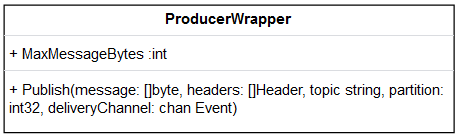 ProducerWrapper
+ MaxMessageBytes :int
+ Publish(message: []byte, headers: []Header, topic string, partition:
int32, deliveryChannel: chan Event)